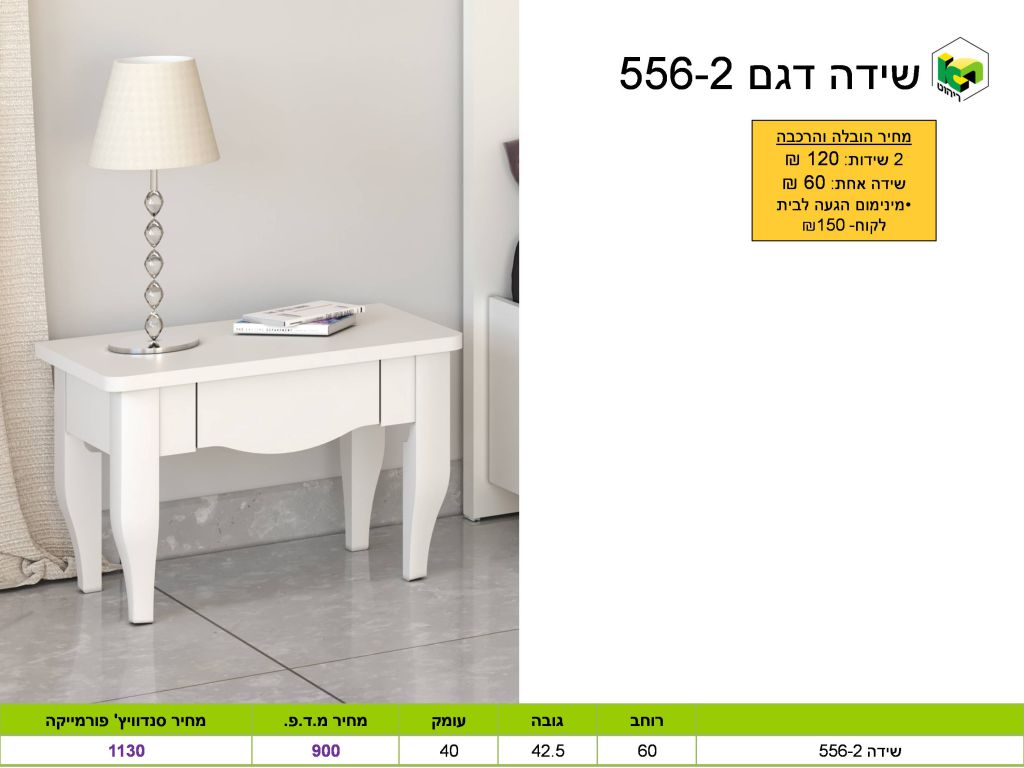 שידה דגם 556-2
ריהוט
מחיר הובלה והרכבה
2 שידות: 120 ₪
שידה אחת: 60 ₪
•מינימום הגעה לבית
לקוח- 150₪
רוחב גובה עומק מחיר מ.ד.פ. מחיר סנדוויץ' פורמייקה
שידה 556-2 60 42.5 40 900 1130